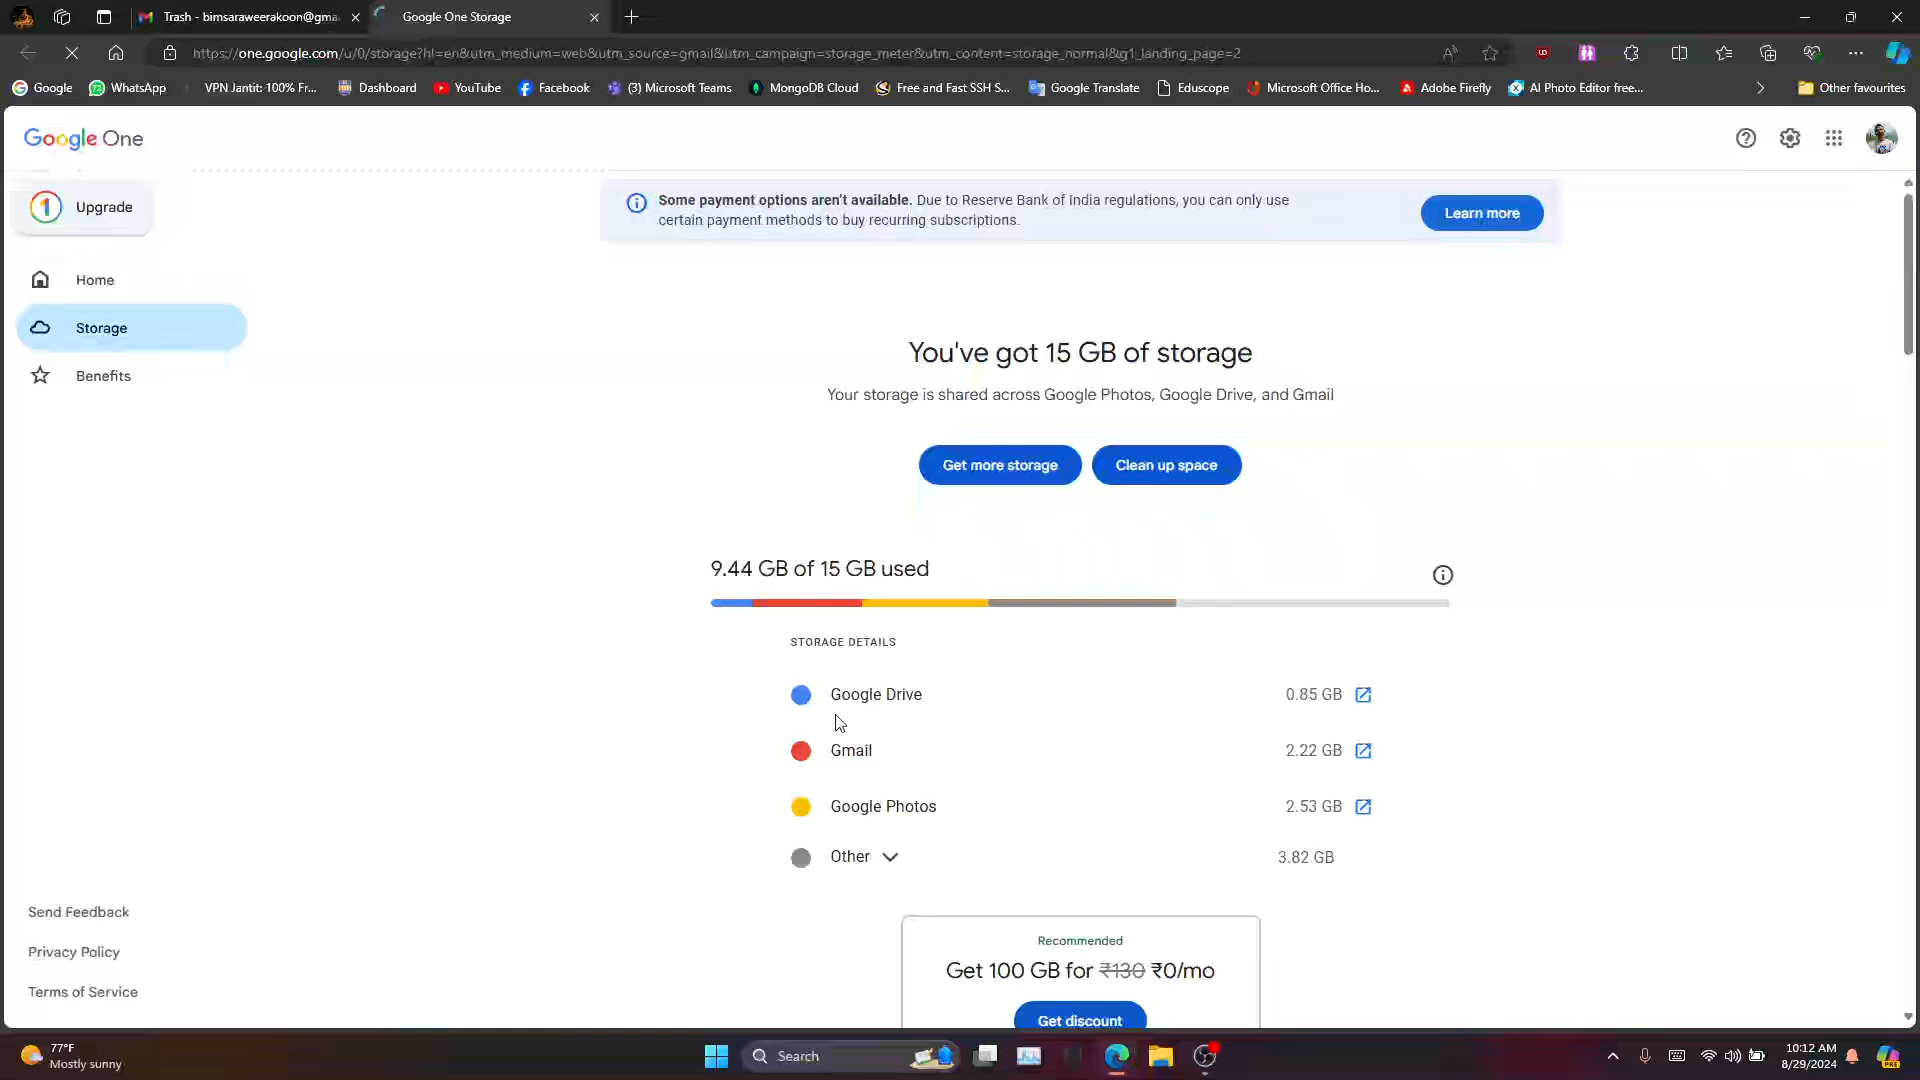 Trash - bimsaraweerakoon@gma
Google One Storage
https://one.google.com/u/0/storage?hl=en&utm_medium=web&utm_source=gmail&utm_campaign=storage_meter&utm_content=storage_normal&g1_landing_page=2
Google
WhatsApp
VPN Jantit: 100% Fr...
Dashboard
YouTube
Facebook
(3) Microsoft Teams
MongoDB Cloud
Free and Fast SSH S...
Google Translate
Eduscope
Microsoft Office Ho...
Adobe Firefly
AI Photo Editor free...
Other favourites
Google One
Upgrade
Home
Storage
Benefits
Some payment options aren't available. Due to Reserve Bank of India regulations, you can only use
certain payment methods to buy recurring subscriptions.
Learn more
You've got 15 GB of storage
Your storage is shared across Google Photos, Google Drive, and Gmail
Get more storage
Clean up space
9.44 GB of 15 GB used
STORAGE DETAILS
Google Drive 0.85 GB
Gmail 2.22 GB
Google Photos 2.53 GB
Other 3.82 GB
Recommended
Get 100 GB for ₹130 ₹0/mo
Get discount
Send Feedback
Privacy Policy
Terms of Service
77°F
Mostly sunny
Search
10:12 AM
8/29/2024